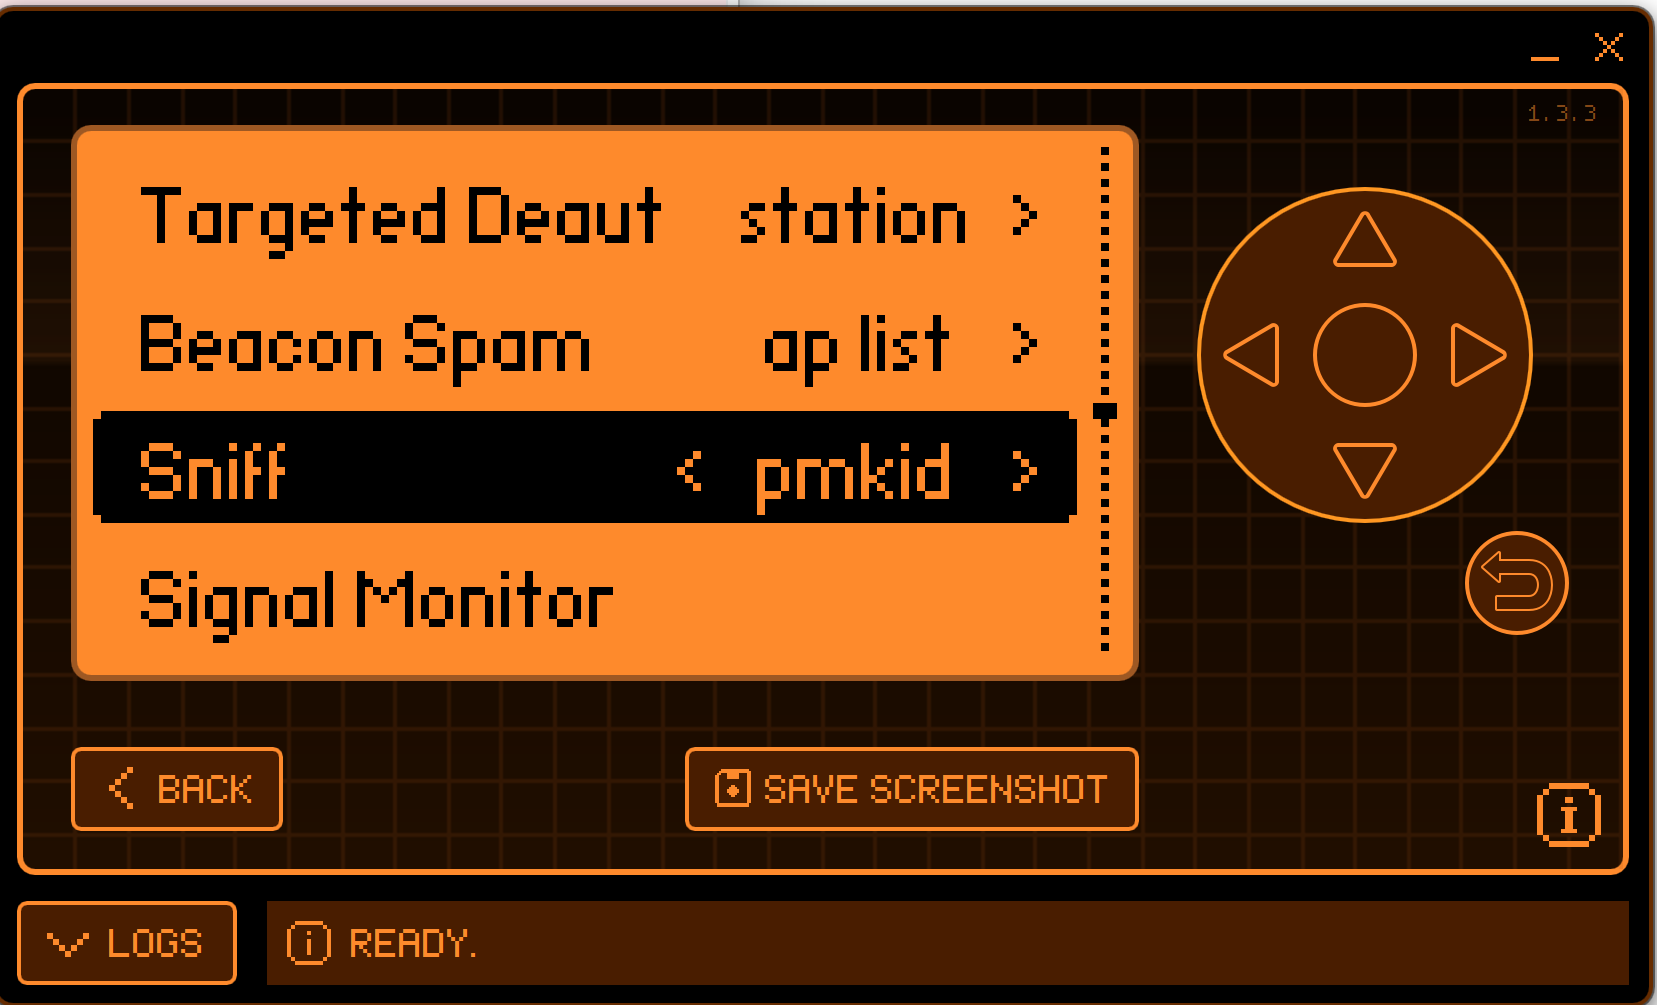 1.3.3
Targeted Deaut station >
Beacon Spam ap list >
Sniff < pmkid >
Signal Monitor
BACK
SAVE SCREENSHOT
LOGS
READY.